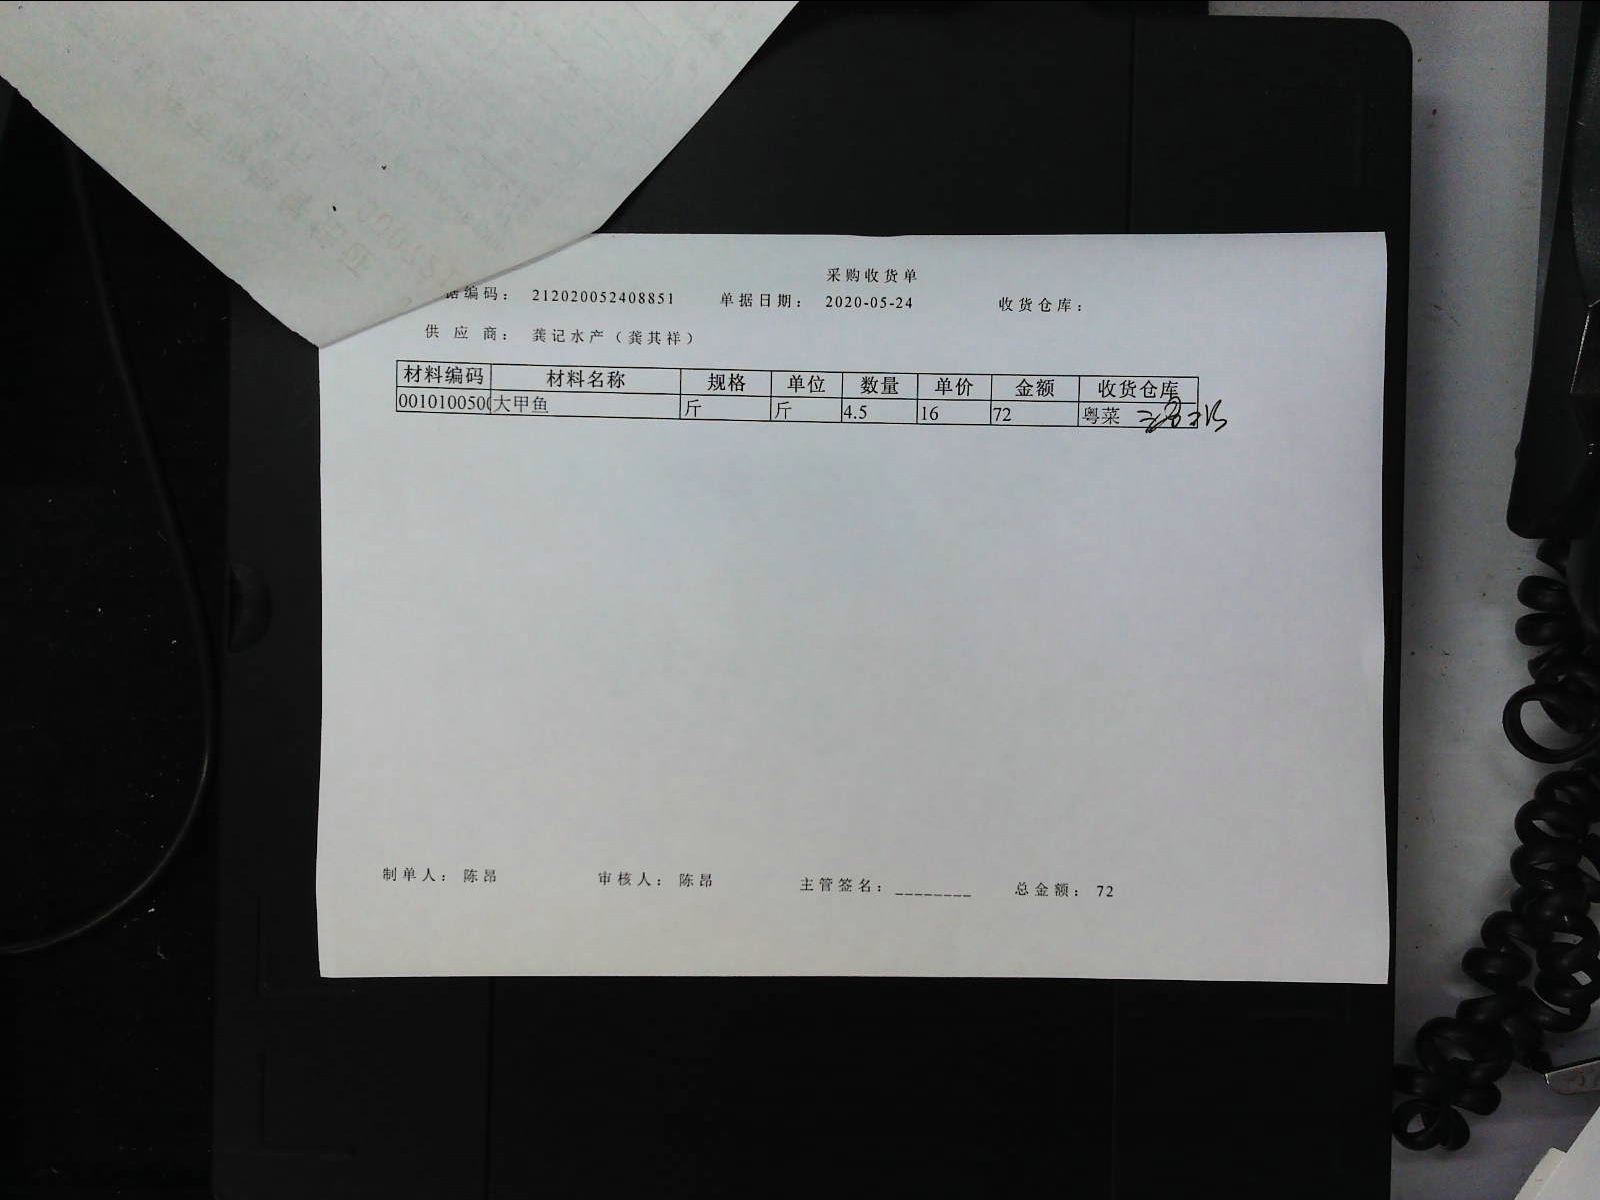 采购收货单
据编码： 212020052408851 单据日期： 2020-05-24 收货仓库：
供 应 商： 龚记水产（龚其祥）
材料编码 材料名称 规格 单位 数量 单价 金额 收货仓库
0010100500 大甲鱼 斤 斤 4.5 16 72 粤菜
制单人： 陈昂 审核人： 陈昂 主管签名：________ 总金额： 72